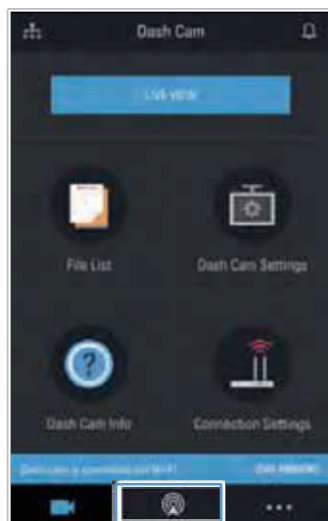 Dash Cam
LIVE VIEW
File List
Dash Cam Settings
Dash Cam Info
Connection Settings